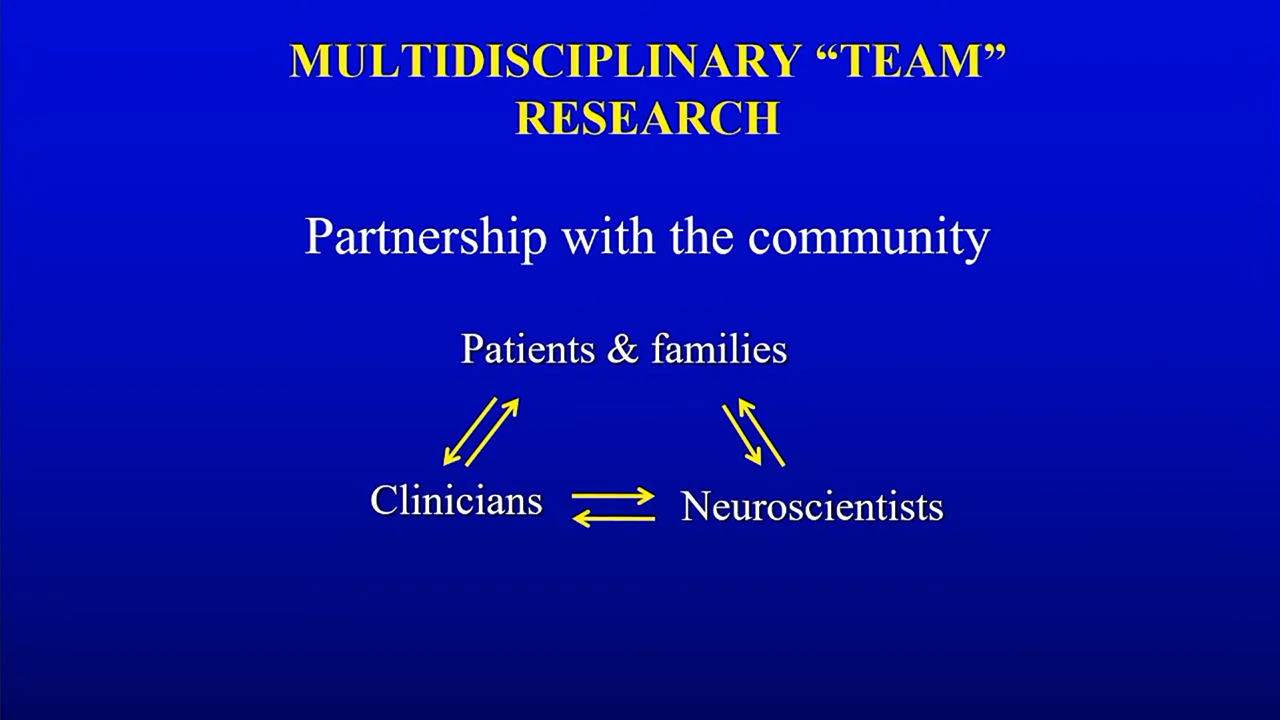 MULTIDISCIPLINARY “TEAM”
RESEARCH
Partnership with the community
Patients & families
Clinicians
Neuroscientists